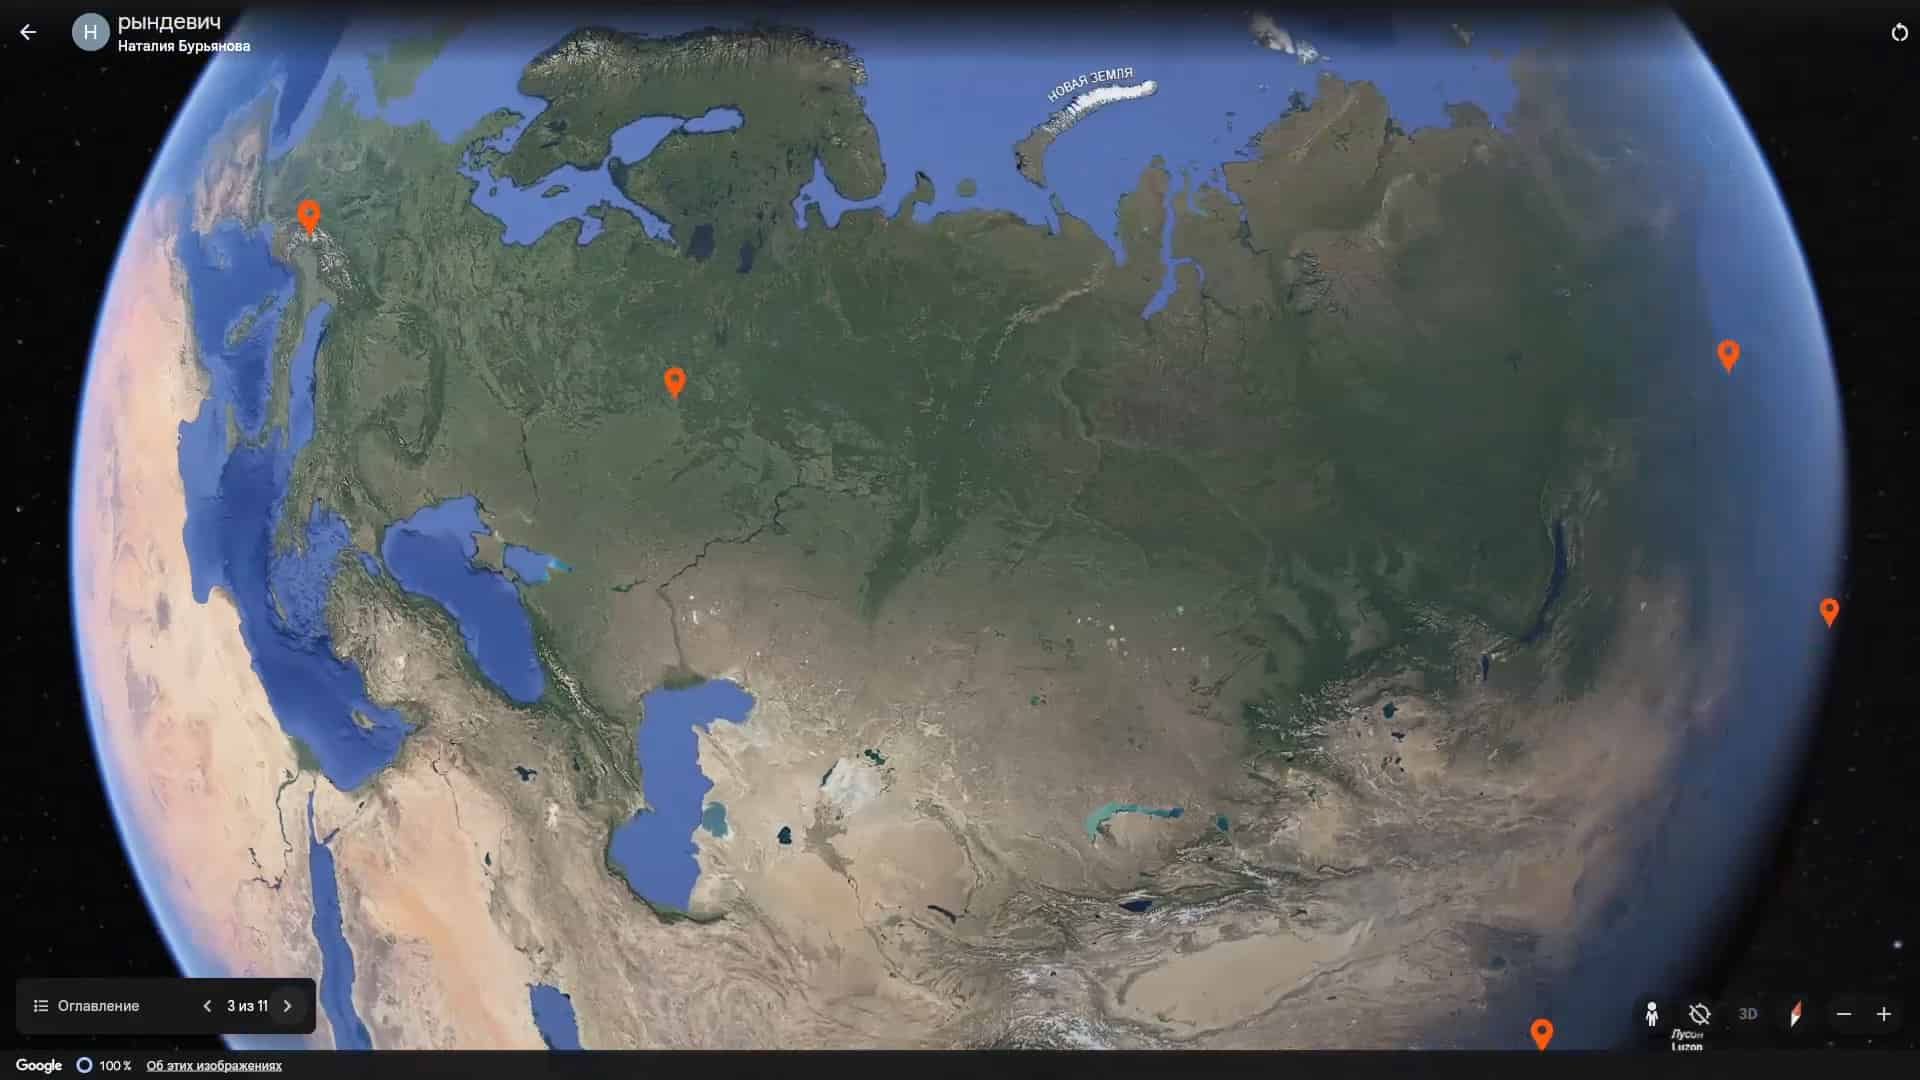 Н
рындевич
Наталия Бурьянова
НОВАЯ ЗЕМЛЯ
Оглавление
3 из 11
3D
Лусон
Luzon
Google
100 %
Об этих изображениях